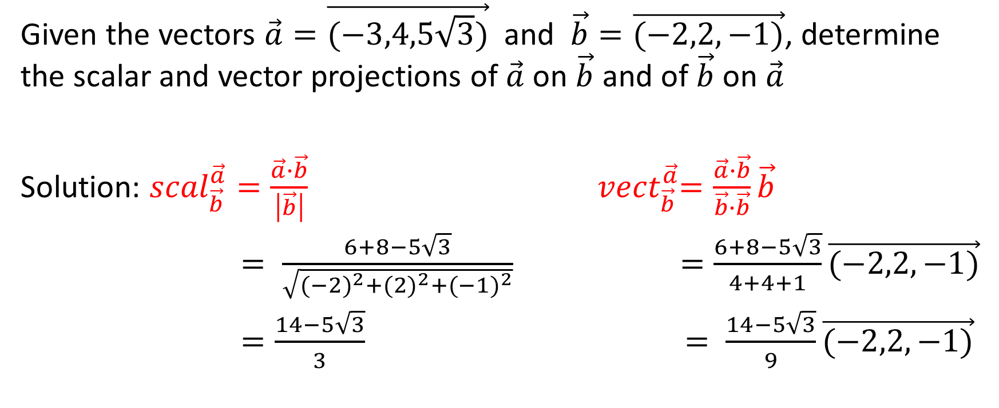 Given the vectors $\vec{a} = \overrightarrow{(-3,4,5\sqrt{3})}$ and $\vec{b} = \overrightarrow{(-2,2,-1)}$, determine
the scalar and vector projections of $\vec{a}$ on $\vec{b}$ and of $\vec{b}$ on $\vec{a}$
Solution: $scal_{\vec{b}}^{\vec{a}} = \frac{\vec{a}\cdot\vec{b}}{|\vec{b}|}$ $vect_{\vec{b}}^{\vec{a}} = \frac{\vec{a}\cdot\vec{b}}{\vec{b}\cdot\vec{b}}\vec{b}$
$= \frac{6+8-5\sqrt{3}}{\sqrt{(-2)^2+(2)^2+(-1)^2}}$ $= \frac{6+8-5\sqrt{3}}{4+4+1}\overrightarrow{(-2,2,-1)}$
$= \frac{14-5\sqrt{3}}{3}$ $= \frac{14-5\sqrt{3}}{9}\overrightarrow{(-2,2,-1)}$